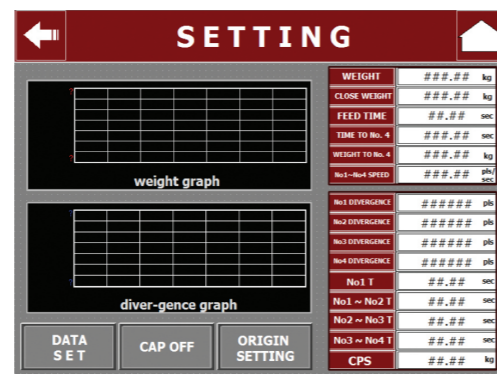 SETTING
?
?
weight graph
?
?
diver-gence graph
DATA
SET
CAP OFF
ORIGIN
SETTING
WEIGHT ###.## kg
CLOSE WEIGHT ###.## kg
FEED TIME ##.## sec
TIME TO No. 4 ###.## sec
WEIGHT TO No. 4 ###.## kg
No1~No4 SPEED ###.## pls/
sec
No1 DIVERGENCE ###### pls
No2 DIVERGENCE ###### pls
No3 DIVERGENCE ###### pls
No4 DIVERGENCE ###### pls
No1 T ##.## sec
No1 ~ No2 T ##.## sec
No2 ~ No3 T ##.## sec
No3 ~ No4 T ##.## sec
CPS ##.## kg